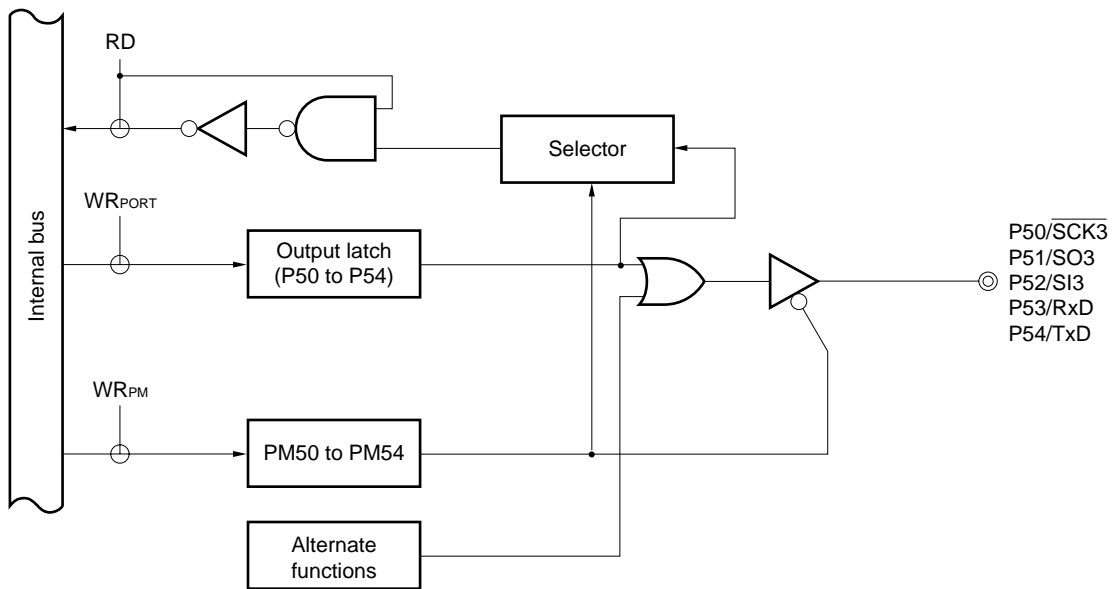 RD
Selector
WRPORT
Output latch
(P50 to P54)
Internal bus
P50/SCK3
P51/SO3
P52/SI3
P53/RxD
P54/TxD
WRPM
PM50 to PM54
Alternate
functions